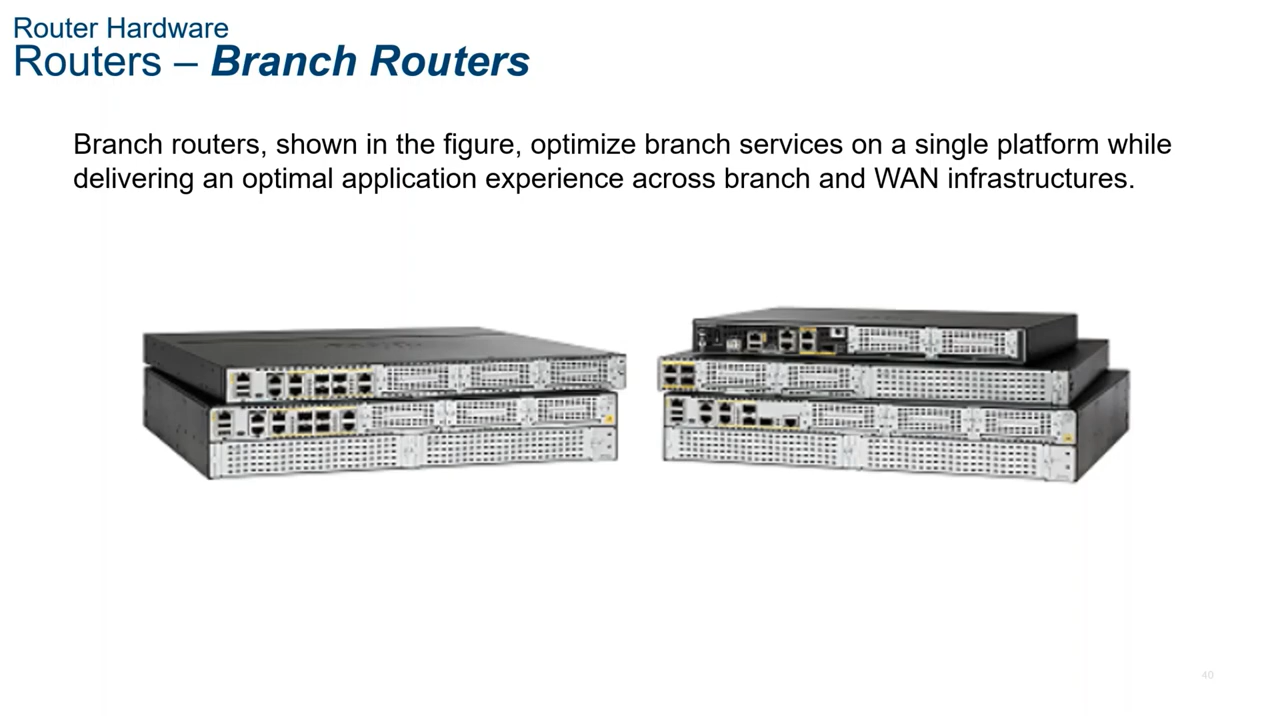 Router Hardware
Routers – Branch Routers
Branch routers, shown in the figure, optimize branch services on a single platform while
delivering an optimal application experience across branch and WAN infrastructures.
40